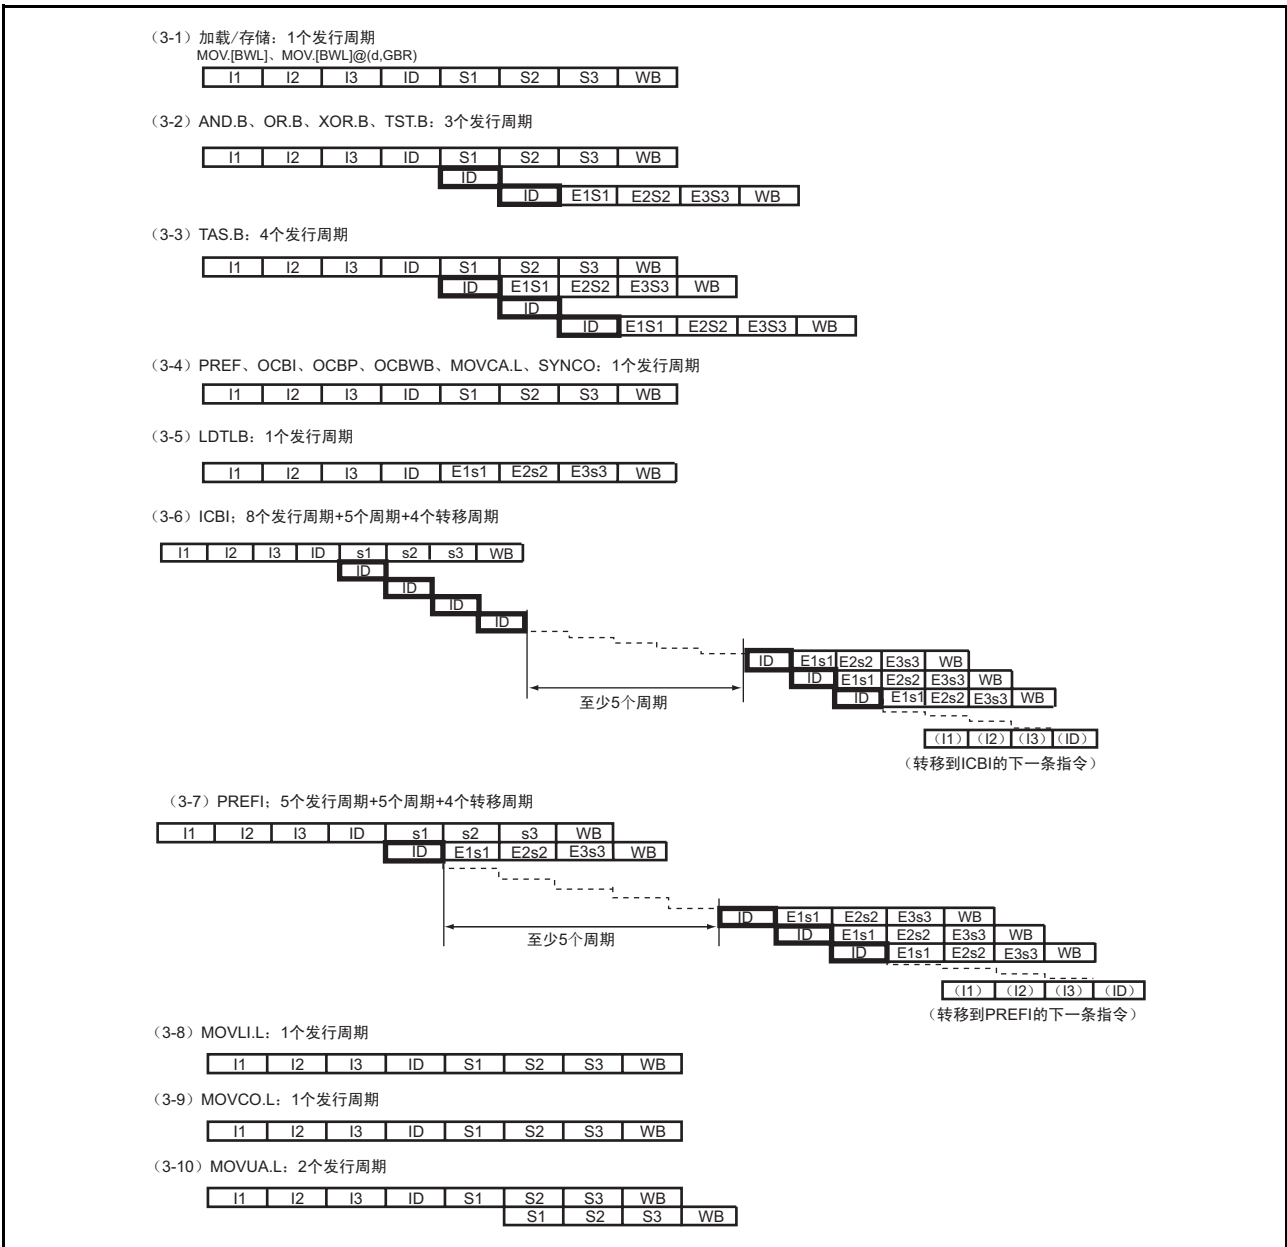 （3-1）加载/存储：1个发行周期
MOV.[BWL]、MOV.[BWL]@(d,GBR)
I1 I2 I3 ID S1 S2 S3 WB
（3-2）AND.B、OR.B、XOR.B、TST.B：3个发行周期
I1 I2 I3 ID S1 S2 S3 WB
ID
ID E1S1 E2S2 E3S3 WB
（3-3）TAS.B：4个发行周期
I1 I2 I3 ID S1 S2 S3 WB
ID E1S1 E2S2 E3S3 WB
ID
ID E1S1 E2S2 E3S3 WB
（3-4）PREF、OCBI、OCBP、OCBWB、MOVCA.L、SYNCO：1个发行周期
I1 I2 I3 ID S1 S2 S3 WB
（3-5）LDTLB：1个发行周期
I1 I2 I3 ID E1s1 E2s2 E3s3 WB
（3-6）ICBI；8个发行周期+5个周期+4个转移周期
I1 I2 I3 ID s1 s2 s3 WB
ID
ID
ID
ID
ID E1s1 E2s2 E3s3 WB
ID E1s1 E2s2 E3s3 WB
至少5个周期
ID E1s1 E2s2 E3s3 WB
（I1）（I2）（I3）（ID）
（转移到ICBI的下一条指令）
（3-7）PREFI；5个发行周期+5个周期+4个转移周期
I1 I2 I3 ID s1 s2 s3 WB
ID E1s1 E2s2 E3s3 WB
ID E1s1 E2s2 E3s3 WB
至少5个周期
ID E1s1 E2s2 E3s3 WB
ID E1s1 E2s2 E3s3 WB
（I1）（I2）（I3）（ID）
（转移到PREFI的下一条指令）
（3-8）MOVLI.L：1个发行周期
I1 I2 I3 ID S1 S2 S3 WB
（3-9）MOVCO.L：1个发行周期
I1 I2 I3 ID S1 S2 S3 WB
（3-10）MOVUA.L：2个发行周期
I1 I2 I3 ID S1 S2 S3 WB
S1 S2 S3 WB